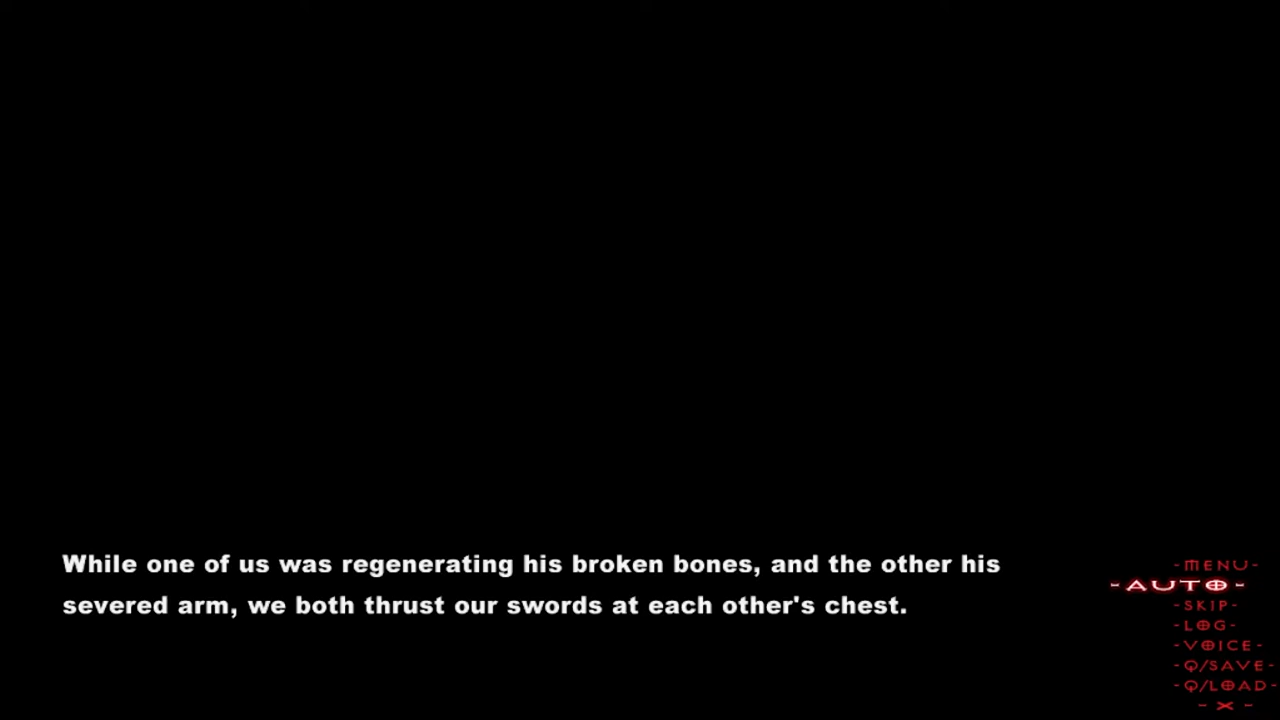 While one of us was regenerating his broken bones, and the other his
severed arm, we both thrust our swords at each other's chest.
-MENU-
-AUTO-
-SKIP-
-LOG-
-VOICE-
-Q/SAVE-
-Q/LOAD-
-X-